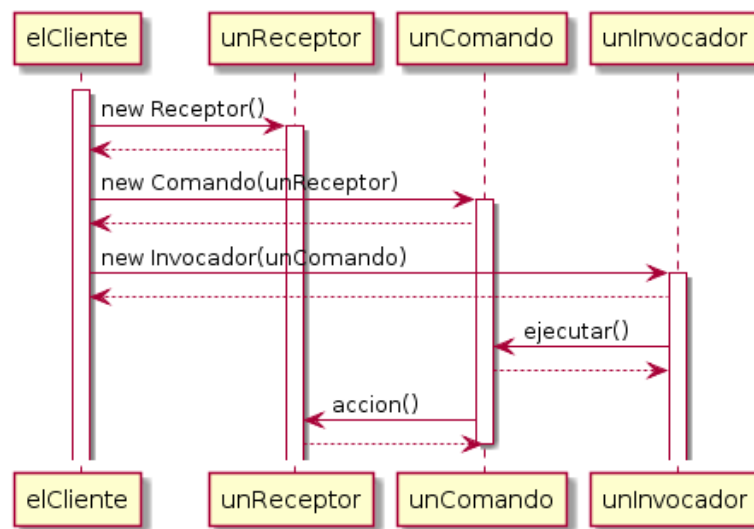 elCliente unReceptor unComando unInvocador
new Receptor()
new Comando(unReceptor)
new Invocador(unComando)
ejecutar()
accion()
elCliente unReceptor unComando unInvocador